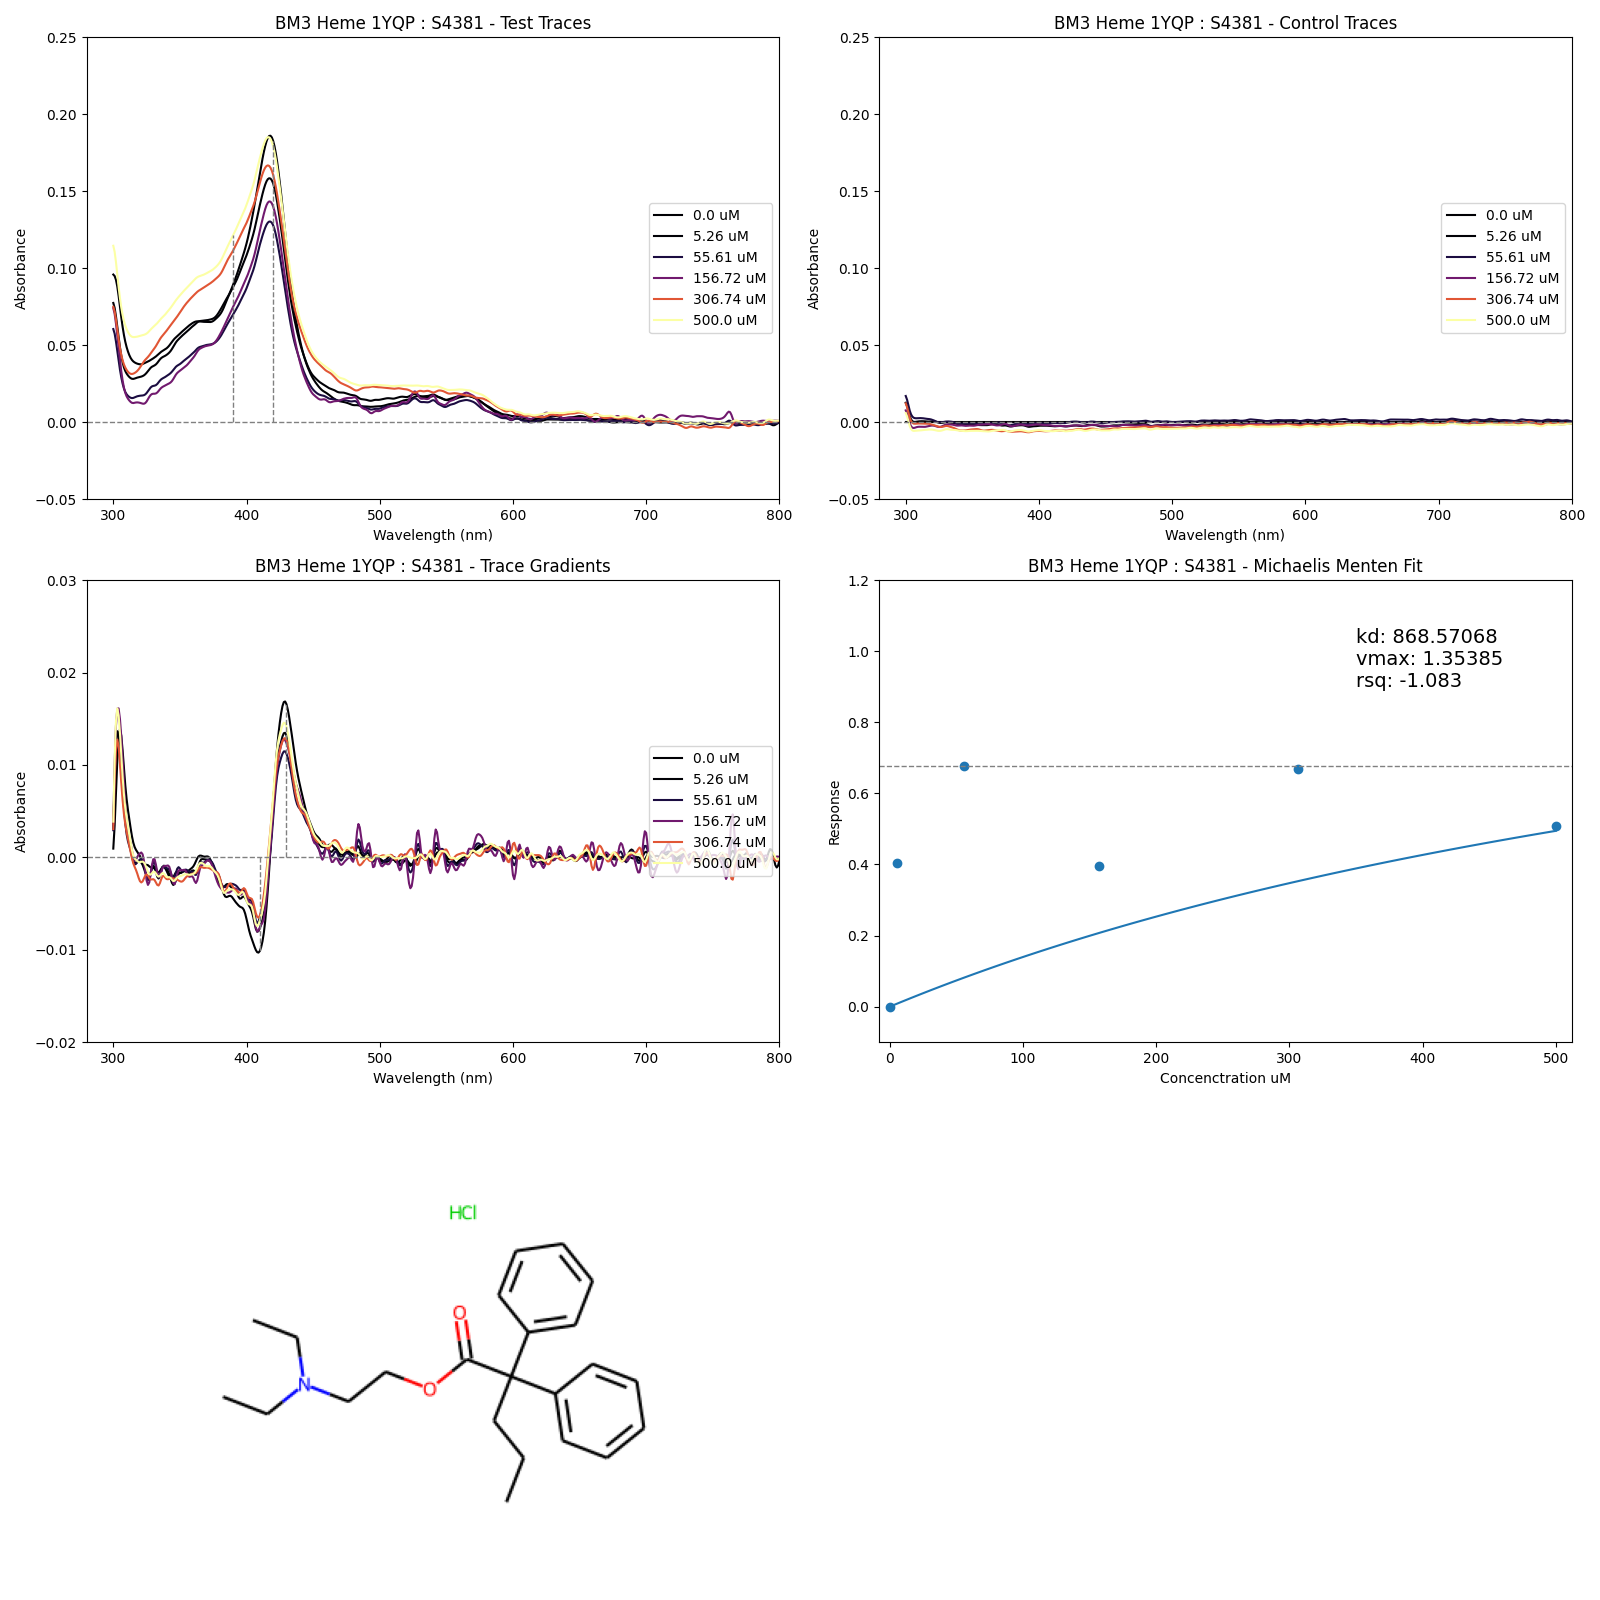 BM3 Heme 1YQP : S4381 - Test Traces
0.25
0.20
0.15
0.10
0.05
0.00
−0.05
Absorbance
300 400 500 600 700 800
Wavelength (nm)
0.0 uM
5.26 uM
55.61 uM
156.72 uM
306.74 uM
500.0 uM
BM3 Heme 1YQP : S4381 - Control Traces
0.25
0.20
0.15
0.10
0.05
0.00
−0.05
Absorbance
300 400 500 600 700 800
Wavelength (nm)
0.0 uM
5.26 uM
55.61 uM
156.72 uM
306.74 uM
500.0 uM
BM3 Heme 1YQP : S4381 - Trace Gradients
0.03
0.02
0.01
0.00
−0.01
−0.02
Absorbance
300 400 500 600 700 800
Wavelength (nm)
0.0 uM
5.26 uM
55.61 uM
156.72 uM
306.74 uM
500.0 uM
BM3 Heme 1YQP : S4381 - Michaelis Menten Fit
1.2
1.0
0.8
0.6
0.4
0.2
0.0
Response
kd: 868.57068
vmax: 1.35385
rsq: -1.083
0 100 200 300 400 500
Concenctration uM
HCl
O
N
O